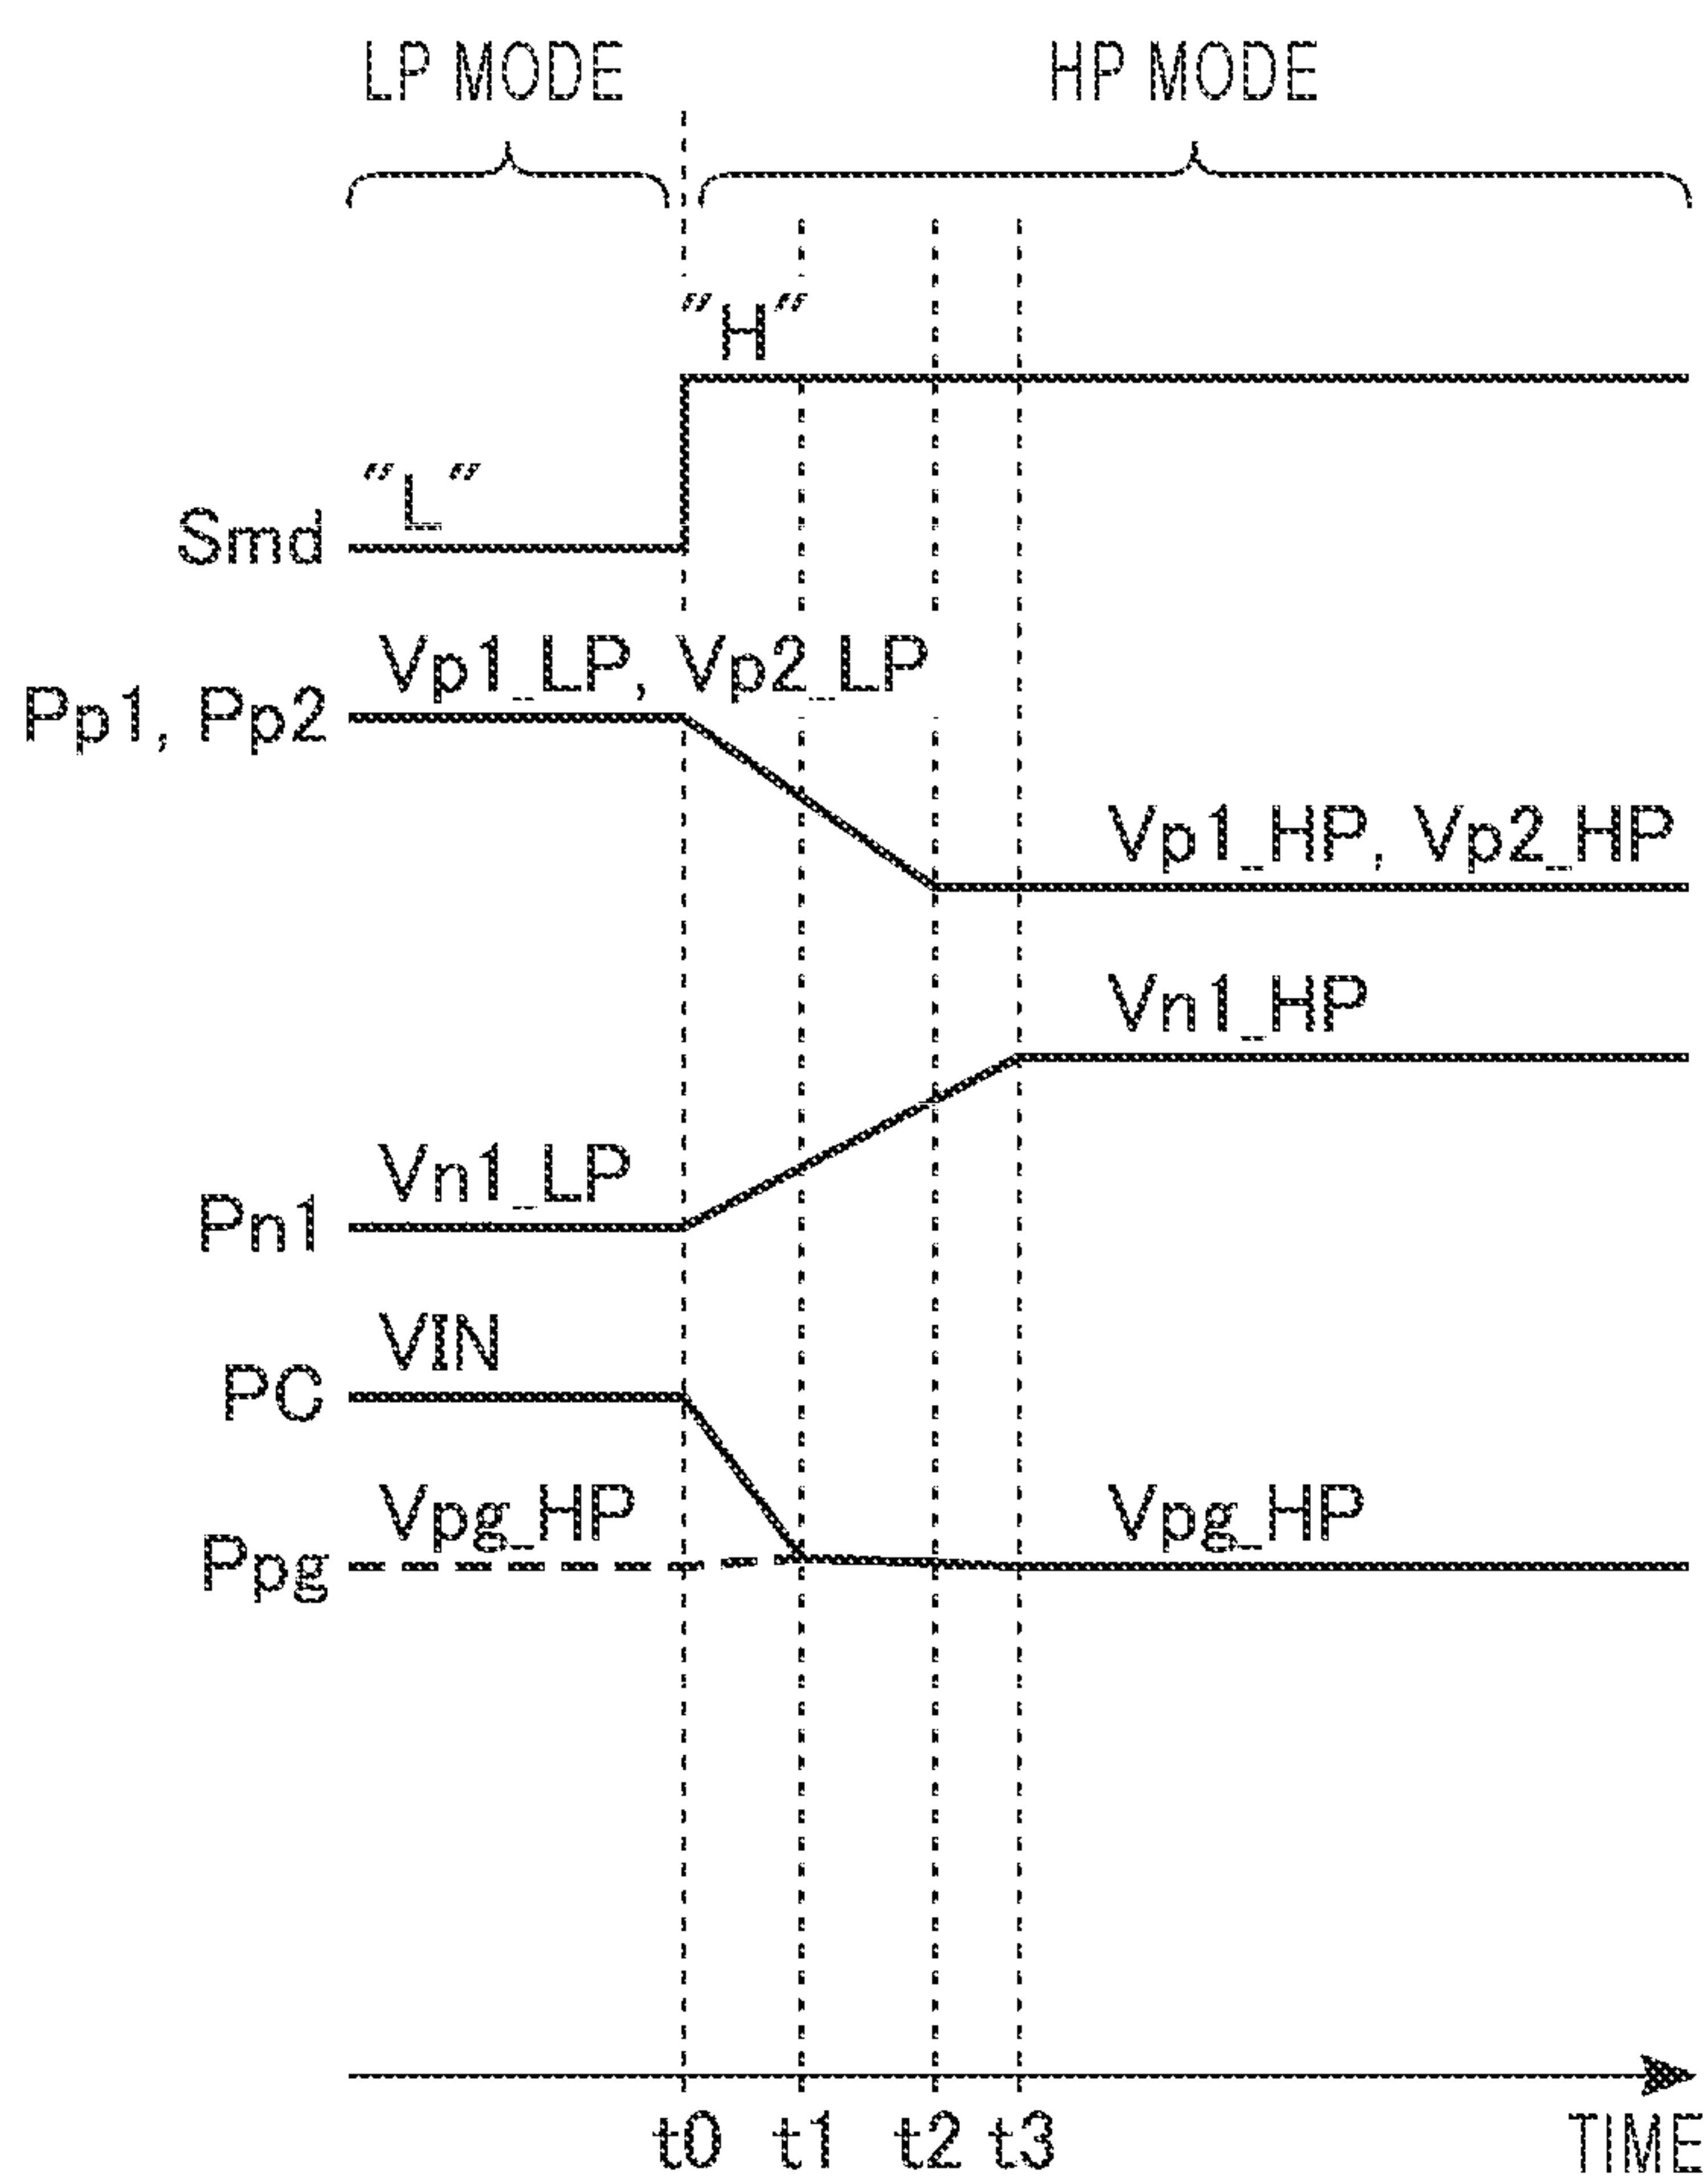 LP MODE HP MODE
"H"
"L"
Smd
Vp1_LP, Vp2_LP
Pp1, Pp2
Vp1_HP, Vp2_HP
Vn1_HP
Vn1_LP
Pn1
VIN
PC
Vpg_HP Vpg_HP
Ppg
t0 t1 t2 t3 TIME